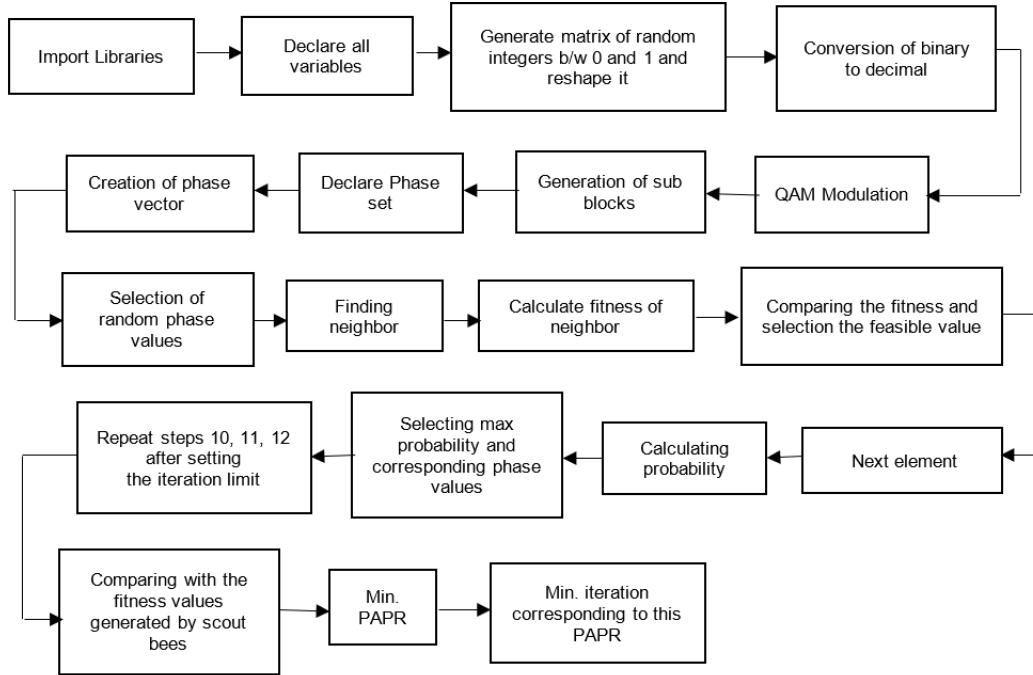 Import Libraries
Declare all
variables
Generate matrix of random
integers b/w 0 and 1 and
reshape it
Conversion of binary
to decimal
Creation of phase
vector
Declare Phase
set
Generation of sub
blocks
QAM Modulation
Selection of
random phase
values
Finding
neighbor
Calculate fitness of
neighbor
Comparing the fitness and
selection the feasible value
Repeat steps 10, 11, 12
after setting
the iteration limit
Selecting max
probability and
corresponding phase
values
Calculating
probability
Next element
Comparing with the
fitness values
generated by scout
bees
Min.
PAPR
Min. iteration
corresponding to this
PAPR